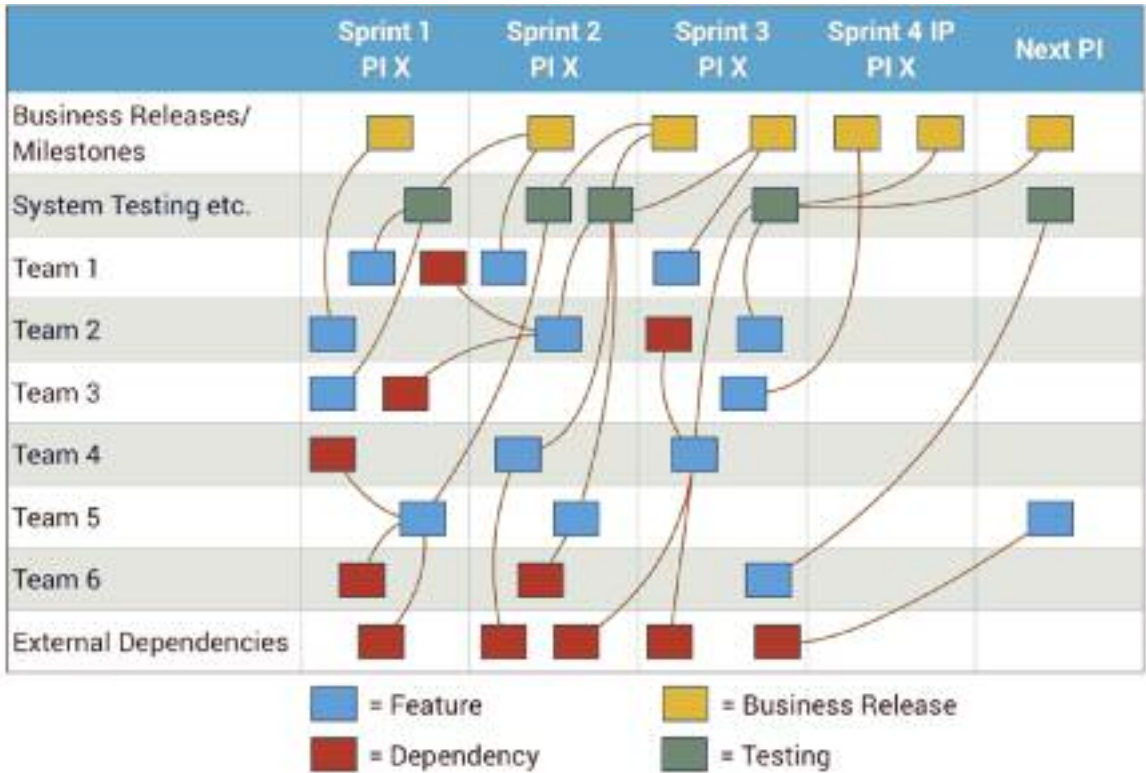 Sprint 1
PI X
Sprint 2
PI X
Sprint 3
PI X
Sprint 4 IP
PI X
Next PI
Business Releases/
Milestones
System Testing etc.
Team 1
Team 2
Team 3
Team 4
Team 5
Team 6
External Dependencies
= Feature
= Business Release
= Dependency
= Testing